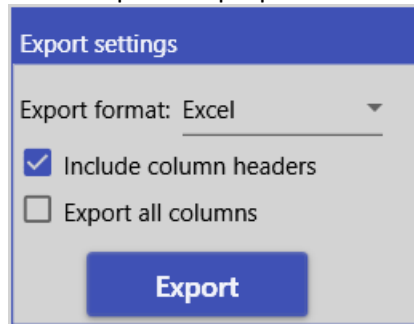 Export settings
Export format: Excel
Include column headers
Export all columns
Export